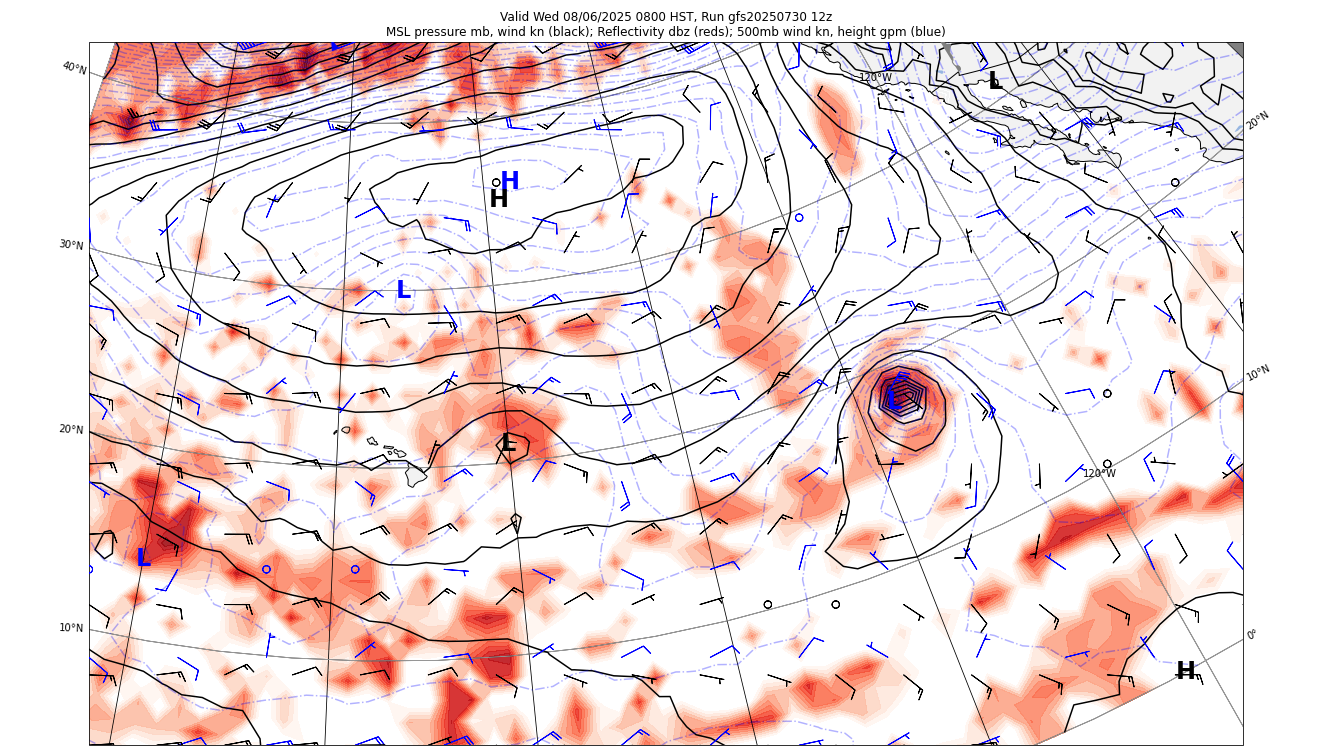 Valid Wed 08/06/2025 0800 HST, Run gfs20250730 12z
MSL pressure mb, wind kn (black); Reflectivity dbz (reds); 500mb wind kn, height gpm (blue)
40°N
120°W
L
20°N
H
H
30°N
L
10°N
L
20°N
L
120°W
L
10°N
0°
H